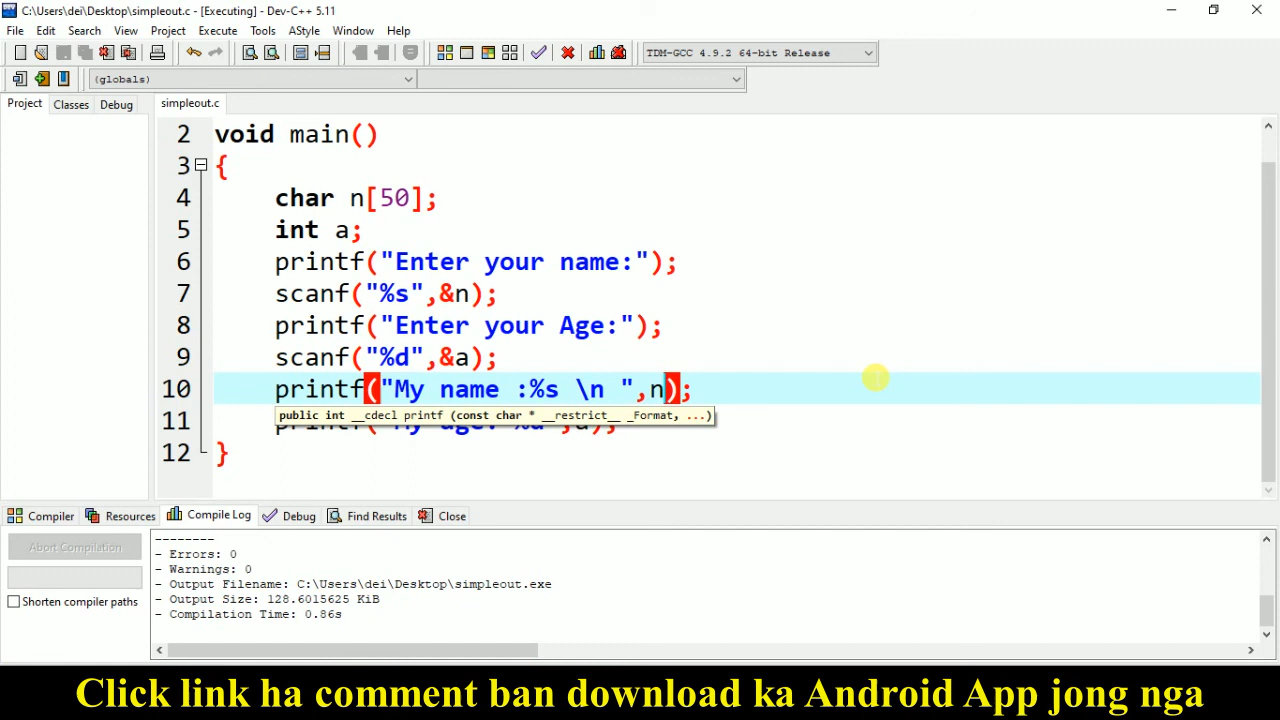 C:\Users\dei\Desktop\simpleout.c - [Executing] - Dev-C++ 5.11
File Edit Search View Project Execute Tools AStyle Window Help
TDM-GCC 4.9.2 64-bit Release
(globals)
Project Classes Debug simpleout.c
2 void main()
3 {
4 char n[50];
5 int a;
6 printf("Enter your name:");
7 scanf("%s",&n);
8 printf("Enter your Age:");
9 scanf("%d",&a);
10 printf("My name :%s \n ",n);
public int __cdecl printf (const char * __restrict__ _Format, ...)
11 printf("My age: %d",a);
12 }
Compiler Resources Compile Log Debug Find Results Close
Abort Compilation
Shorten compiler paths
--------
- Errors: 0
- Warnings: 0
- Output Filename: C:\Users\dei\Desktop\simpleout.exe
- Output Size: 128.6015625 KiB
- Compilation Time: 0.86s
Click link ha comment ban download ka Android App jong nga